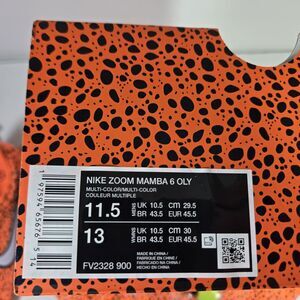 NIKE ZOOM MAMBA 6 OLY
MULTI-COLOR/MULTI-COLOR
COULEUR MULTIPLE
11.5 MENS UK 10.5 cm 29.5
BR 43.5 EUR 45.5
13 WMNS UK 10.5 cm 30
BR 43.5 EUR 45.5
FV2328 900
MADE IN CHINA /
FABRIQUÉ EN CHINE /
FABRICADO NA CHINA /
HECHO EN CHINA